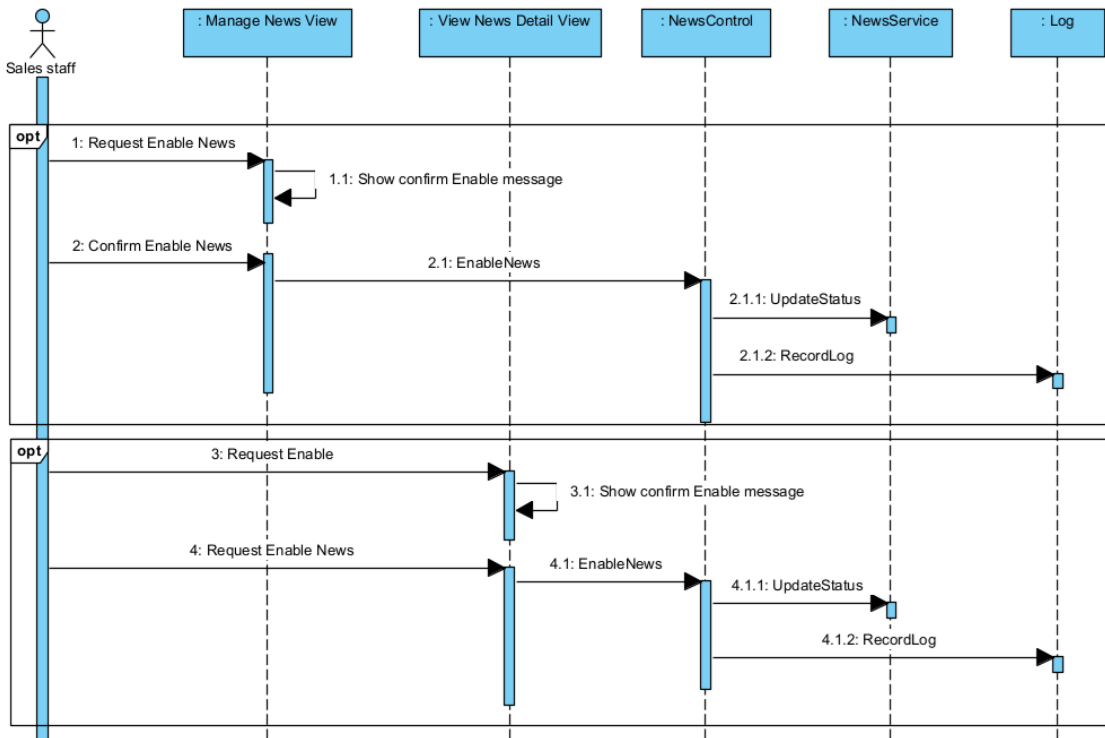 : Manage News View
: View News Detail View
: NewsControl
: NewsService
: Log
Sales staff
opt
1: Request Enable News
1.1: Show confirm Enable message
2: Confirm Enable News
2.1: EnableNews
2.1.1: UpdateStatus
2.1.2: RecordLog
opt
3: Request Enable
3.1: Show confirm Enable message
4: Request Enable News
4.1: EnableNews
4.1.1: UpdateStatus
4.1.2: RecordLog